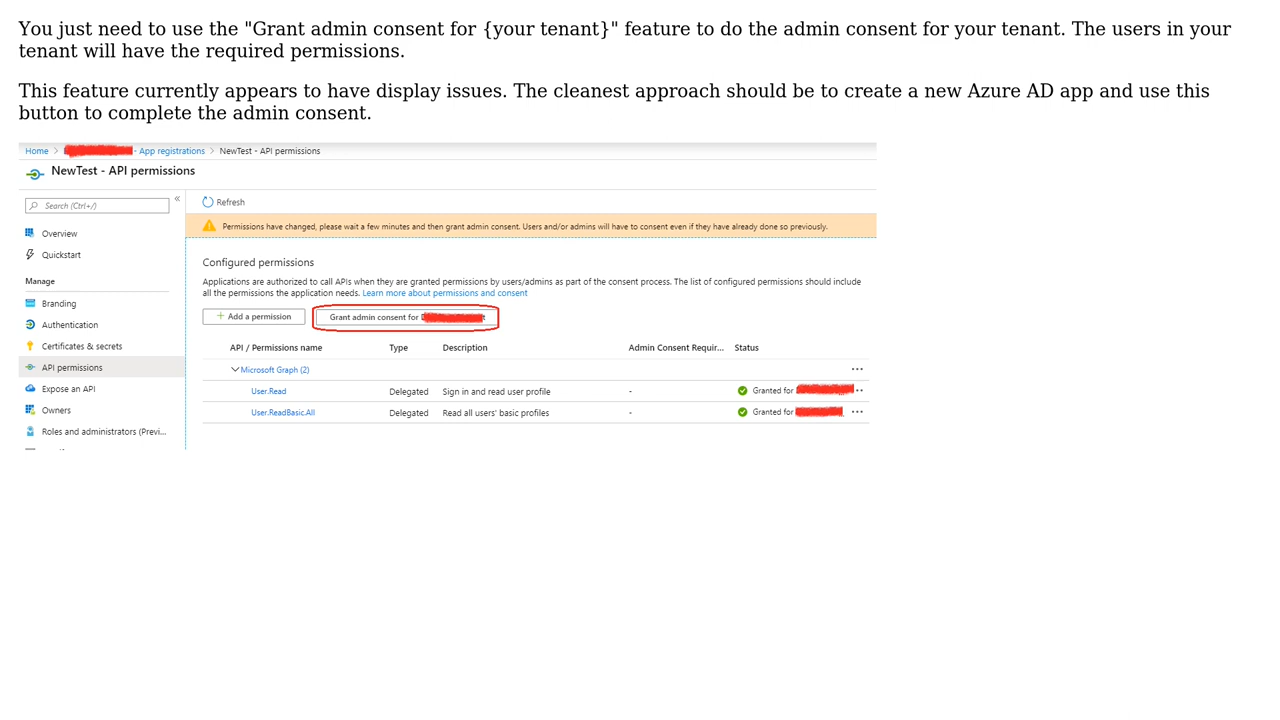 You just need to use the "Grant admin consent for {your tenant}" feature to do the admin consent for your tenant. The users in your
tenant will have the required permissions.
This feature currently appears to have display issues. The cleanest approach should be to create a new Azure AD app and use this
button to complete the admin consent.
Home > - App registrations > NewTest - API permissions
NewTest - API permissions
Search (Ctrl+/)
«
Refresh
Permissions have changed, please wait a few minutes and then grant admin consent. Users and/or admins will have to consent even if they have already done so previously.
Overview
Quickstart
Manage
Branding
Authentication
Certificates & secrets
API permissions
Expose an API
Owners
Roles and administrators (Previ...
Configured permissions
Applications are authorized to call APIs when they are granted permissions by users/admins as part of the consent process. The list of configured permissions should include
all the permissions the application needs. Learn more about permissions and consent
+ Add a permission
Grant admin consent for
API / Permissions name Type Description Admin Consent Requir... Status
Microsoft Graph (2) ...
User.Read Delegated Sign in and read user profile - Granted for
User.ReadBasic.All Delegated Read all users' basic profiles - Granted for ...